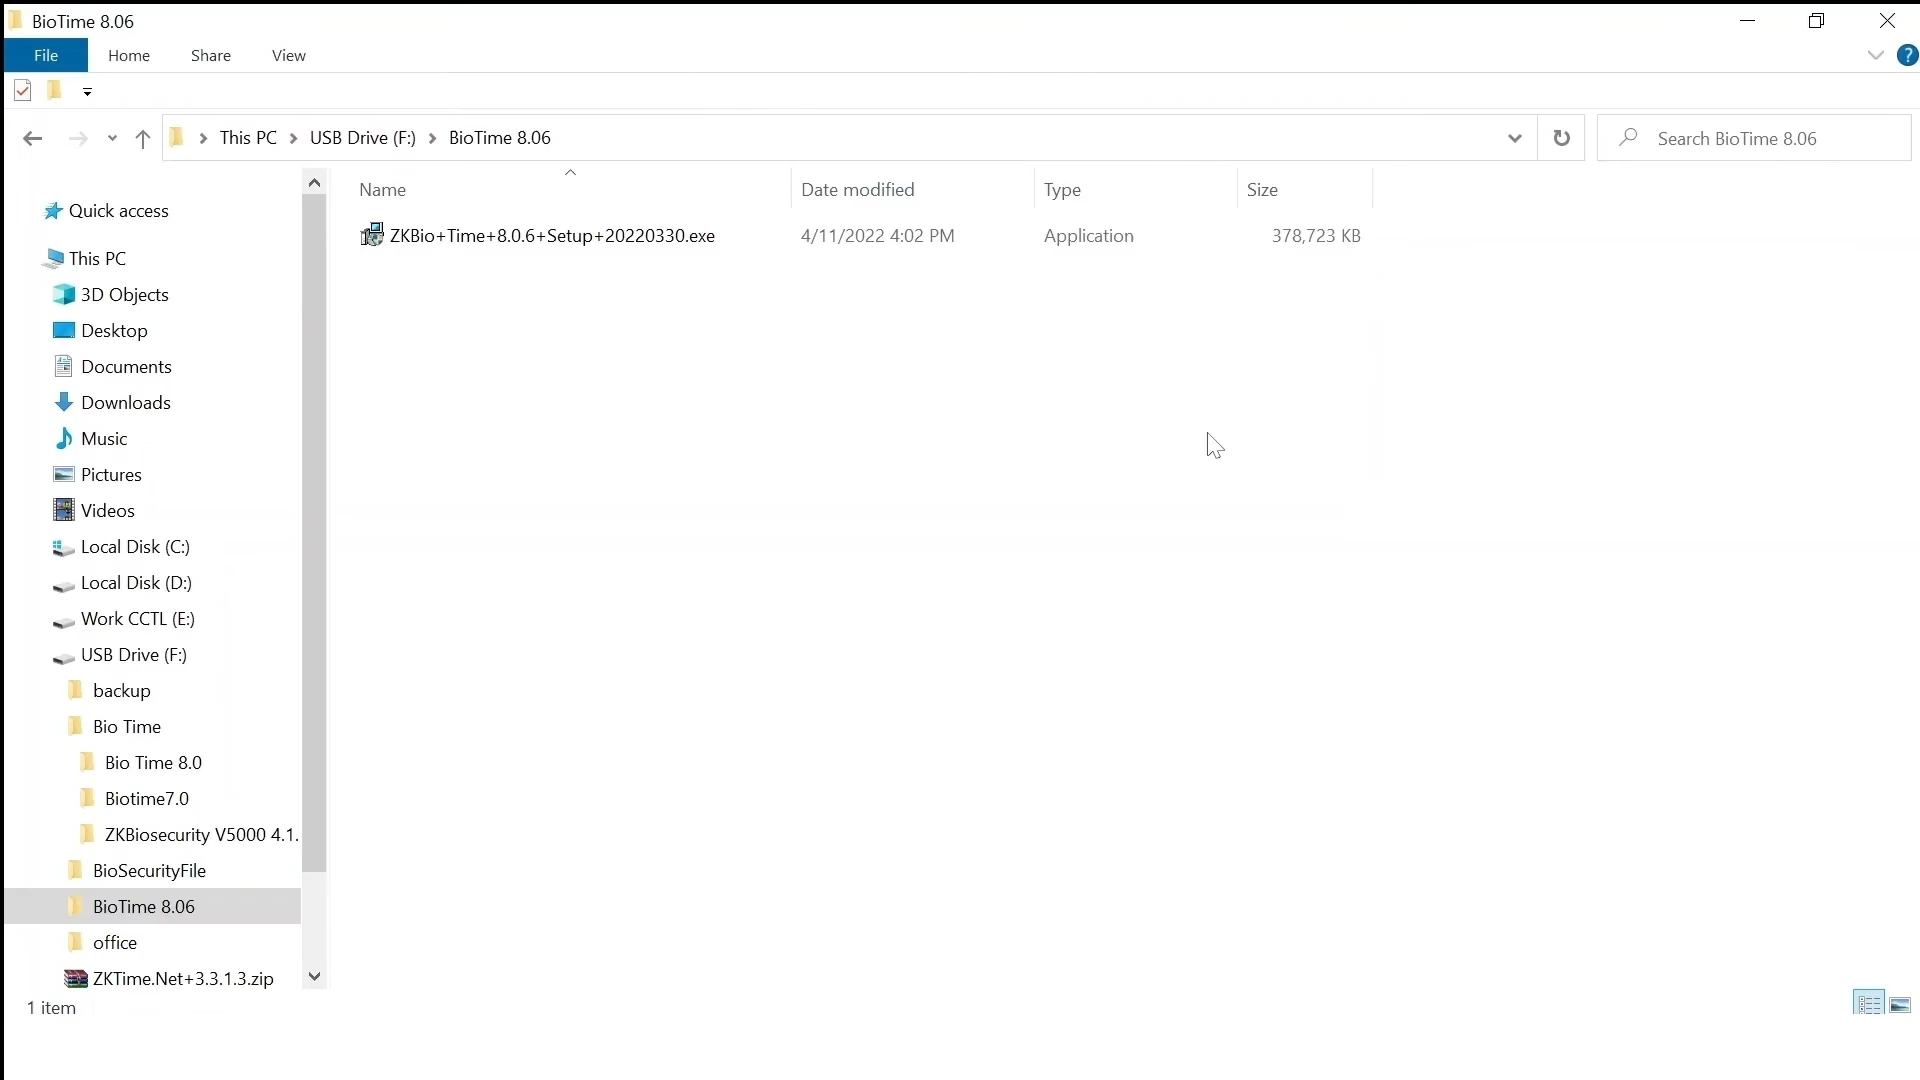 BioTime 8.06
File Home Share View
?
This PC USB Drive (F:) BioTime 8.06
Search BioTime 8.06
Name Date modified Type Size
ZKBio+Time+8.0.6+Setup+20220330.exe 4/11/2022 4:02 PM Application 378,723 KB
Quick access
This PC
3D Objects
Desktop
Documents
Downloads
Music
Pictures
Videos
Local Disk (C:)
Local Disk (D:)
Work CCTL (E:)
USB Drive (F:)
backup
Bio Time
Bio Time 8.0
Biotime7.0
ZKBiosecurity V5000 4.1.
BioSecurityFile
BioTime 8.06
office
ZKTime.Net+3.3.1.3.zip
1 item